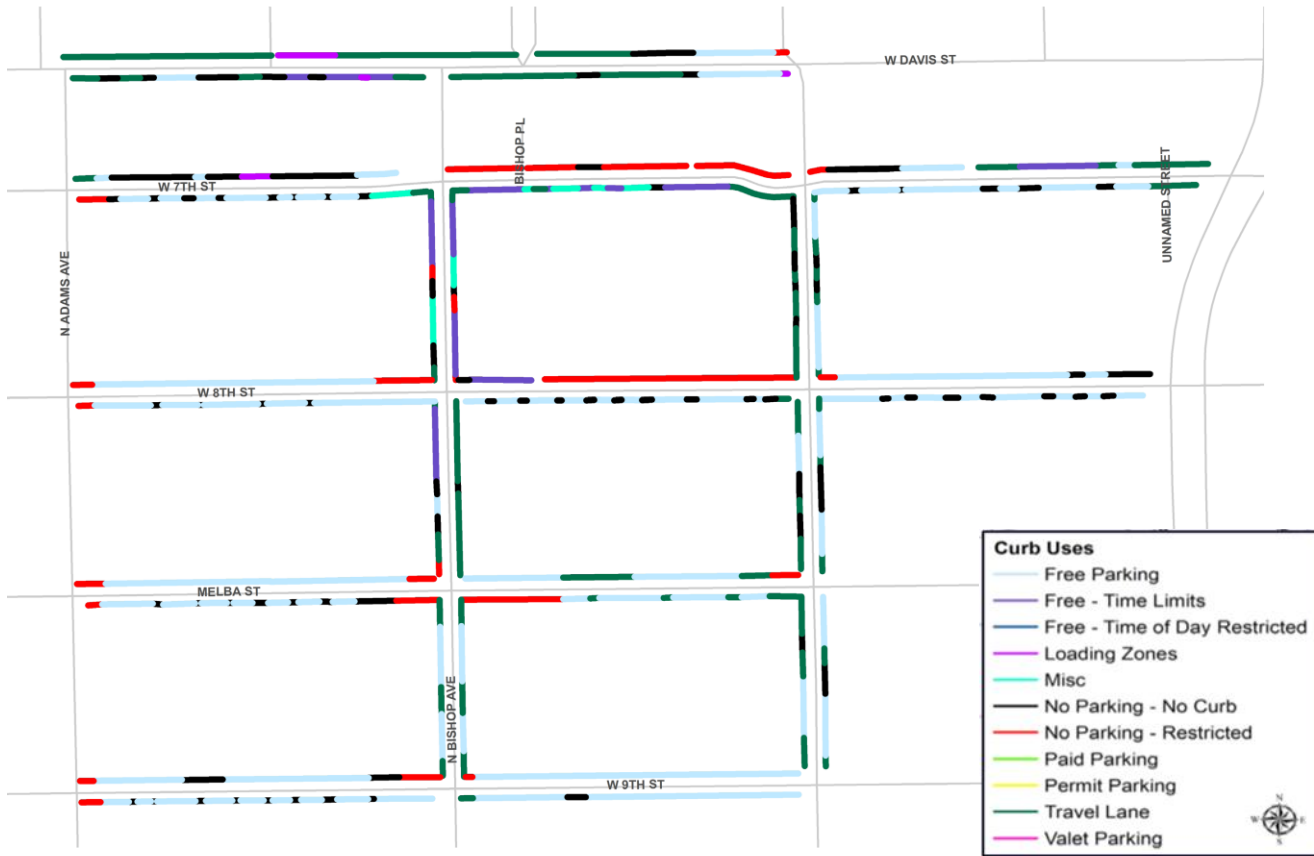 W DAVIS ST
BISHOP PL
W 7TH ST
UNNAMED STREET
N ADAMS AVE
W 8TH ST
MELBA ST
N BISHOP AVE
W 9TH ST
Curb Uses
Free Parking
Free - Time Limits
Free - Time of Day Restricted
Loading Zones
Misc
No Parking - No Curb
No Parking - Restricted
Paid Parking
Permit Parking
Travel Lane
Valet Parking
N
W E
S